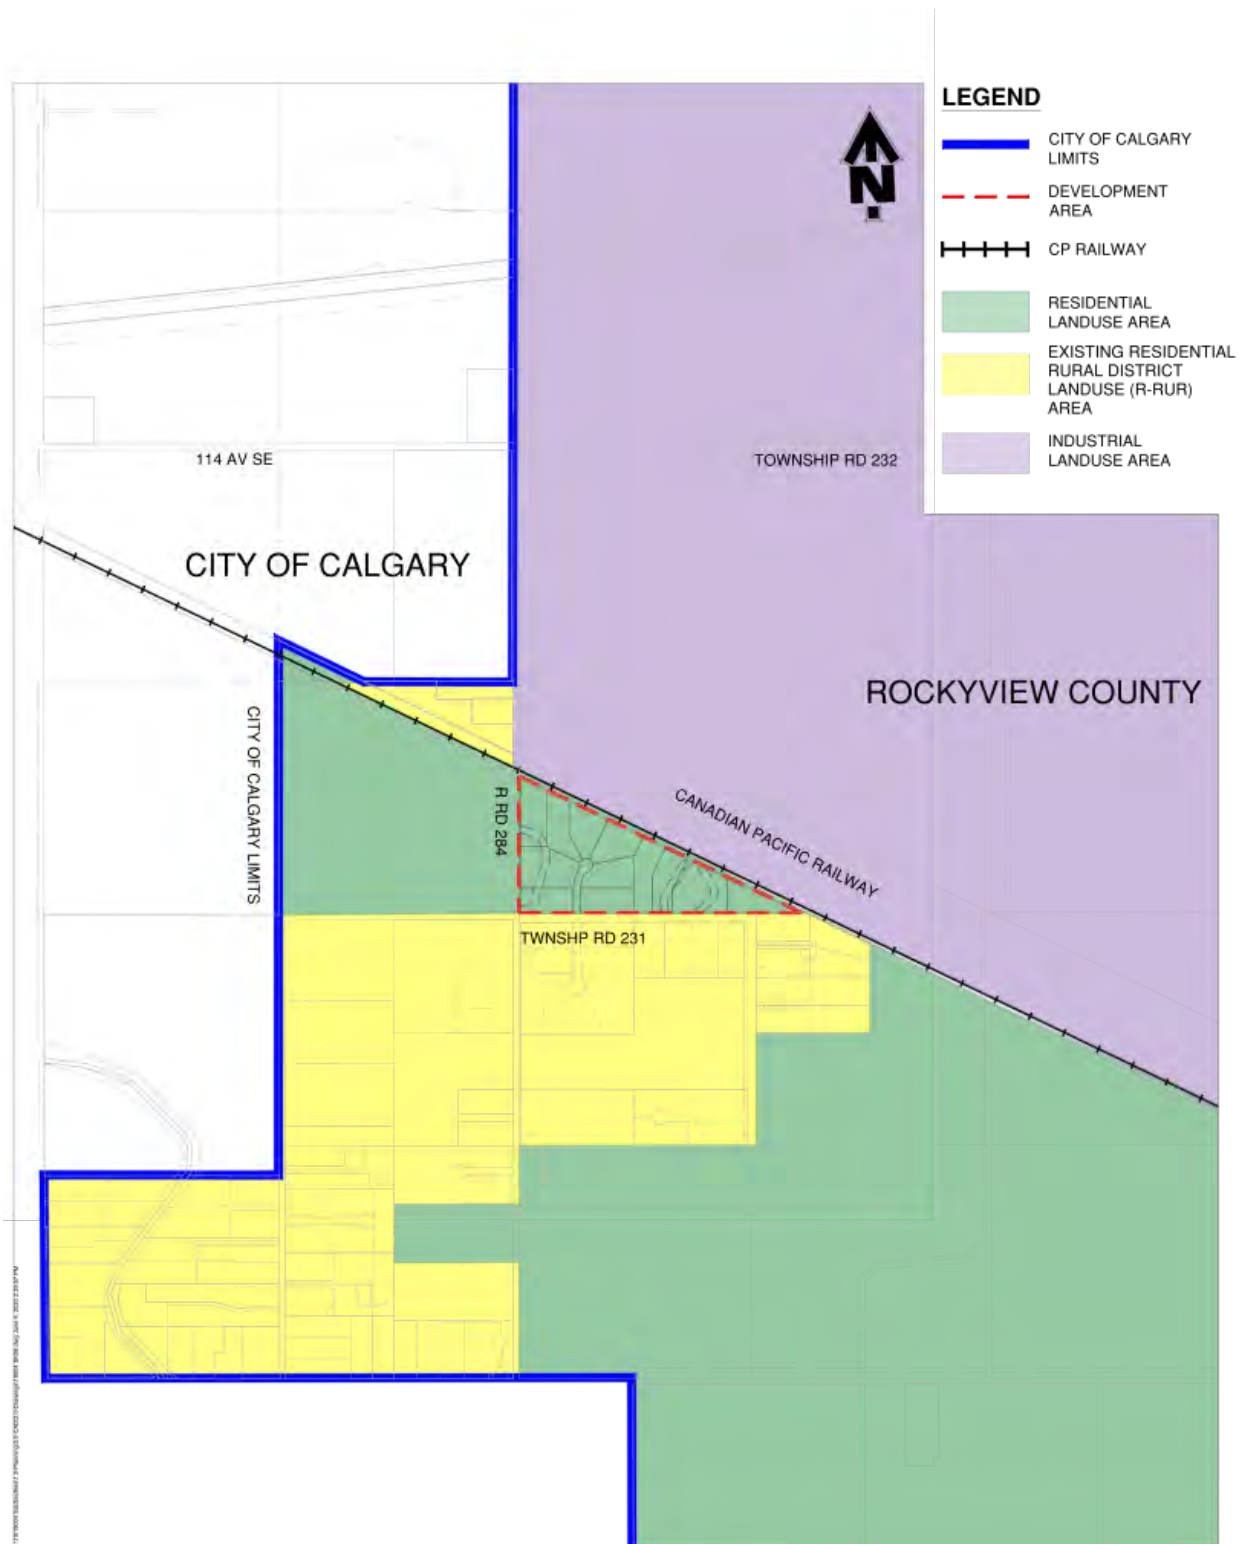 LEGEND
CITY OF CALGARY
LIMITS
DEVELOPMENT
AREA
CP RAILWAY
RESIDENTIAL
LANDUSE AREA
EXISTING RESIDENTIAL
RURAL DISTRICT
LANDUSE (R-RUR)
AREA
INDUSTRIAL
LANDUSE AREA
N
114 AV SE
TOWNSHIP RD 232
CITY OF CALGARY
ROCKYVIEW COUNTY
CITY OF CALGARY LIMITS
R RD 284
CANADIAN PACIFIC RAILWAY
TWNSHP RD 231